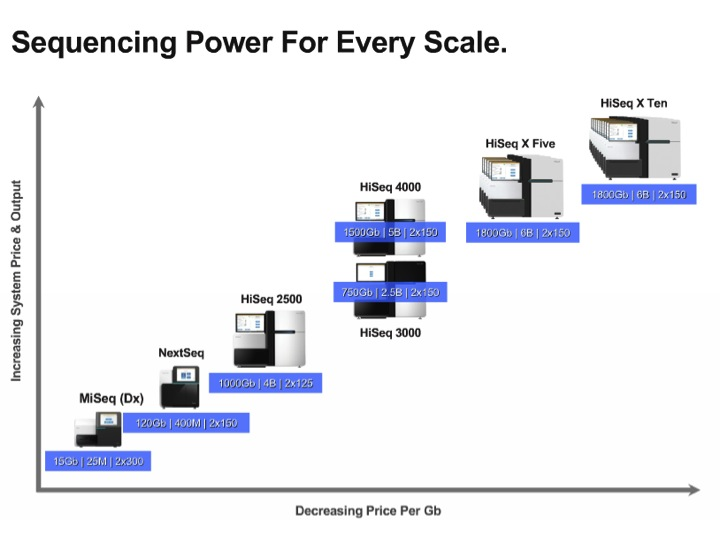 Sequencing Power For Every Scale.
HiSeq X Ten
1800Gb | 6B | 2x150
HiSeq X Five
1800Gb | 6B | 2x150
HiSeq 4000
1500Gb | 5B | 2x150
750Gb | 2.5B | 2x150
HiSeq 3000
HiSeq 2500
1000Gb | 4B | 2x125
NextSeq
120Gb | 400M | 2x150
MiSeq (Dx)
15Gb | 25M | 2x300
Increasing System Price & Output
Decreasing Price Per Gb